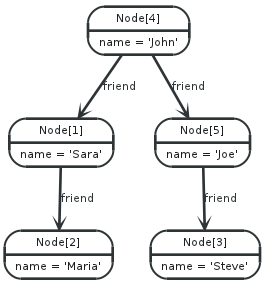 Node[4]
name = 'John'
friend
friend
Node[1]
name = 'Sara'
Node[5]
name = 'Joe'
friend
friend
Node[2]
name = 'Maria'
Node[3]
name = 'Steve'